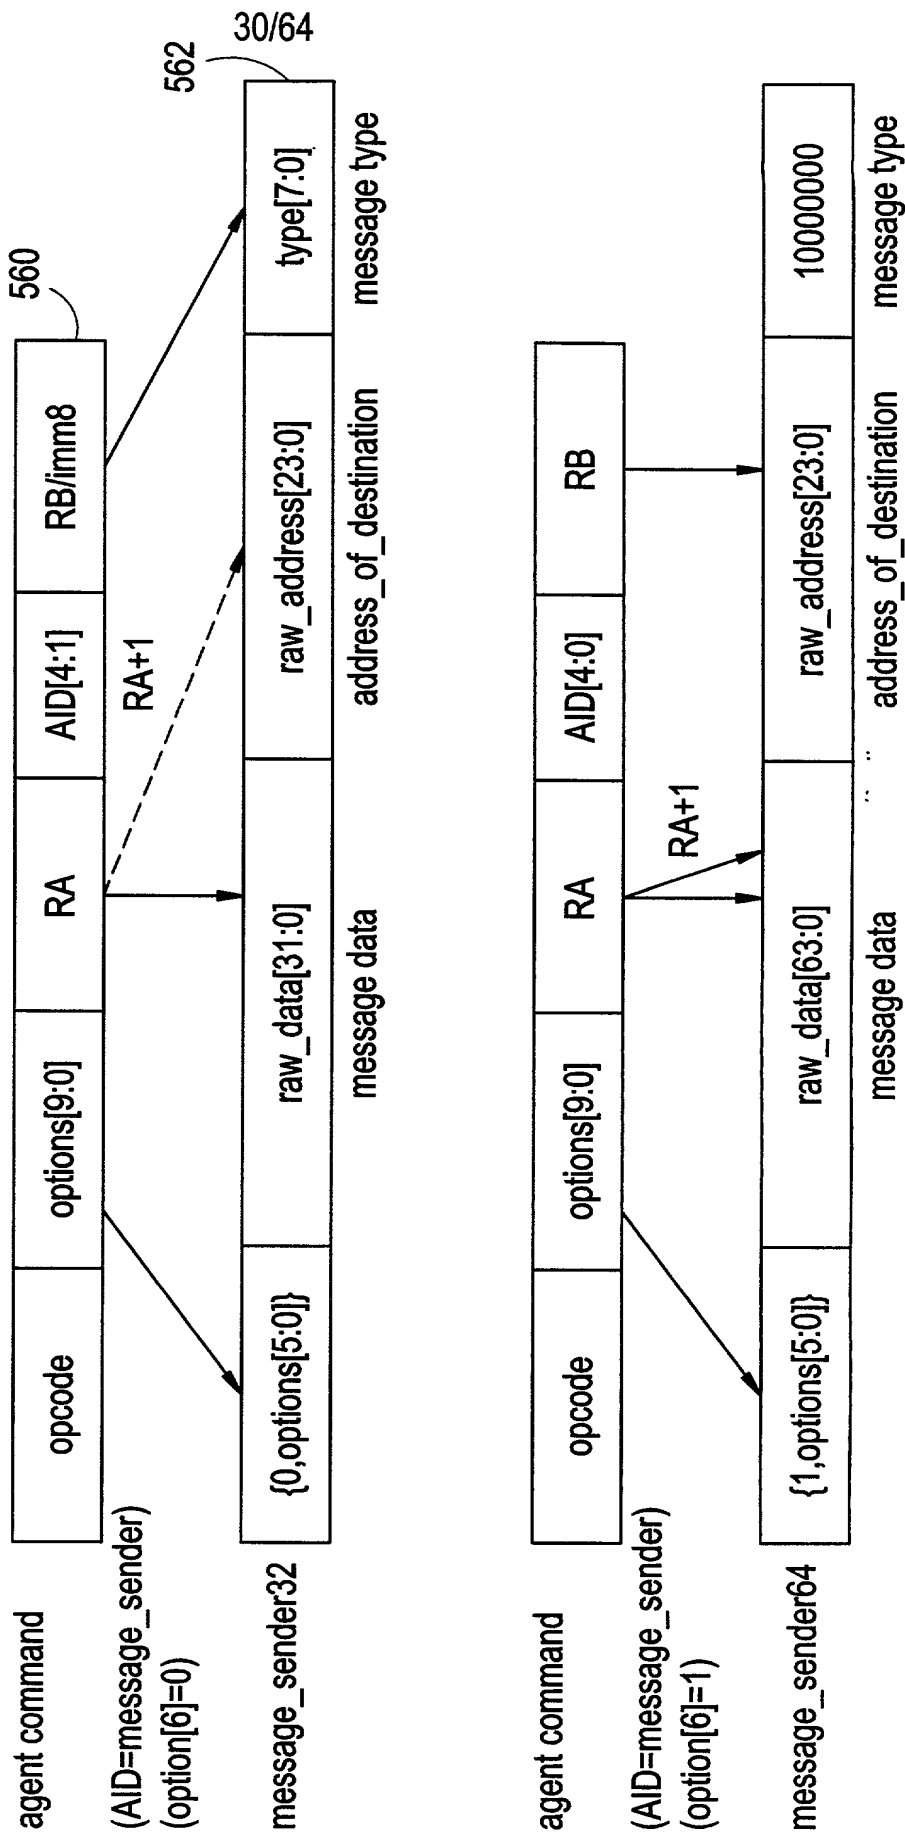 30/64
agent command
opcode
options[9:0]
RA
AID[4:1]
RB/imm8
560
(AID=message_sender)
(option[6]=0)
RA+1
562
message_sender32
{0,options[5:0]}
raw_data[31:0]
raw_address[23:0]
type[7:0]
message data
address_of_destination
message type
agent command
opcode
options[9:0]
RA
AID[4:0]
RB
(AID=message_sender)
(option[6]=1)
RA+1
message_sender64
{1,options[5:0]}
raw_data[63:0]
raw_address[23:0]
10000000
message data
address_of_destination
message type